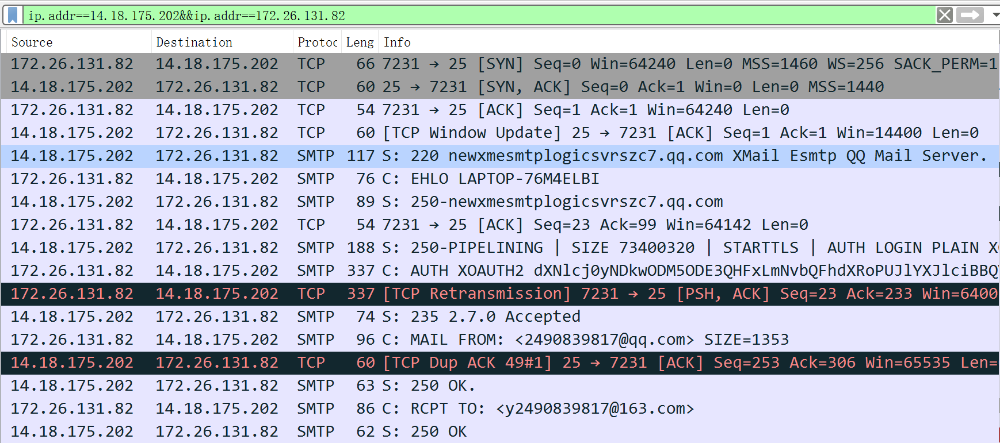 ip.addr==14.18.175.202&&ip.addr==172.26.131.82
Source Destination Protoc Leng Info
172.26.131.82 14.18.175.202 TCP 66 7231 → 25 [SYN] Seq=0 Win=64240 Len=0 MSS=1460 WS=256 SACK_PERM=1
14.18.175.202 172.26.131.82 TCP 60 25 → 7231 [SYN, ACK] Seq=0 Ack=1 Win=0 Len=0 MSS=1440
172.26.131.82 14.18.175.202 TCP 54 7231 → 25 [ACK] Seq=1 Ack=1 Win=64240 Len=0
14.18.175.202 172.26.131.82 TCP 60 [TCP Window Update] 25 → 7231 [ACK] Seq=1 Ack=1 Win=14400 Len=0
14.18.175.202 172.26.131.82 SMTP 117 S: 220 newxmesmtplogicsvrszc7.qq.com XMail Esmtp QQ Mail Server.
172.26.131.82 14.18.175.202 SMTP 76 C: EHLO LAPTOP-76M4ELBI
14.18.175.202 172.26.131.82 SMTP 89 S: 250-newxmesmtplogicsvrszc7.qq.com
172.26.131.82 14.18.175.202 TCP 54 7231 → 25 [ACK] Seq=23 Ack=99 Win=64142 Len=0
14.18.175.202 172.26.131.82 SMTP 188 S: 250-PIPELINING | SIZE 73400320 | STARTTLS | AUTH LOGIN PLAIN
172.26.131.82 14.18.175.202 SMTP 337 C: AUTH XOAUTH2 dXNlcj0yNDkwODM5ODE3QHFxLmNvbQFhdXRoPUJlYXJlciBBQ
172.26.131.82 14.18.175.202 TCP 337 [TCP Retransmission] 7231 → 25 [PSH, ACK] Seq=23 Ack=233 Win=6400
14.18.175.202 172.26.131.82 SMTP 74 S: 235 2.7.0 Accepted
172.26.131.82 14.18.175.202 SMTP 96 C: MAIL FROM: <2490839817@qq.com> SIZE=1353
14.18.175.202 172.26.131.82 TCP 60 [TCP Dup ACK 49#1] 25 → 7231 [ACK] Seq=253 Ack=306 Win=65535 Len=
14.18.175.202 172.26.131.82 SMTP 63 S: 250 OK.
172.26.131.82 14.18.175.202 SMTP 86 C: RCPT TO: <y2490839817@163.com>
14.18.175.202 172.26.131.82 SMTP 62 S: 250 OK